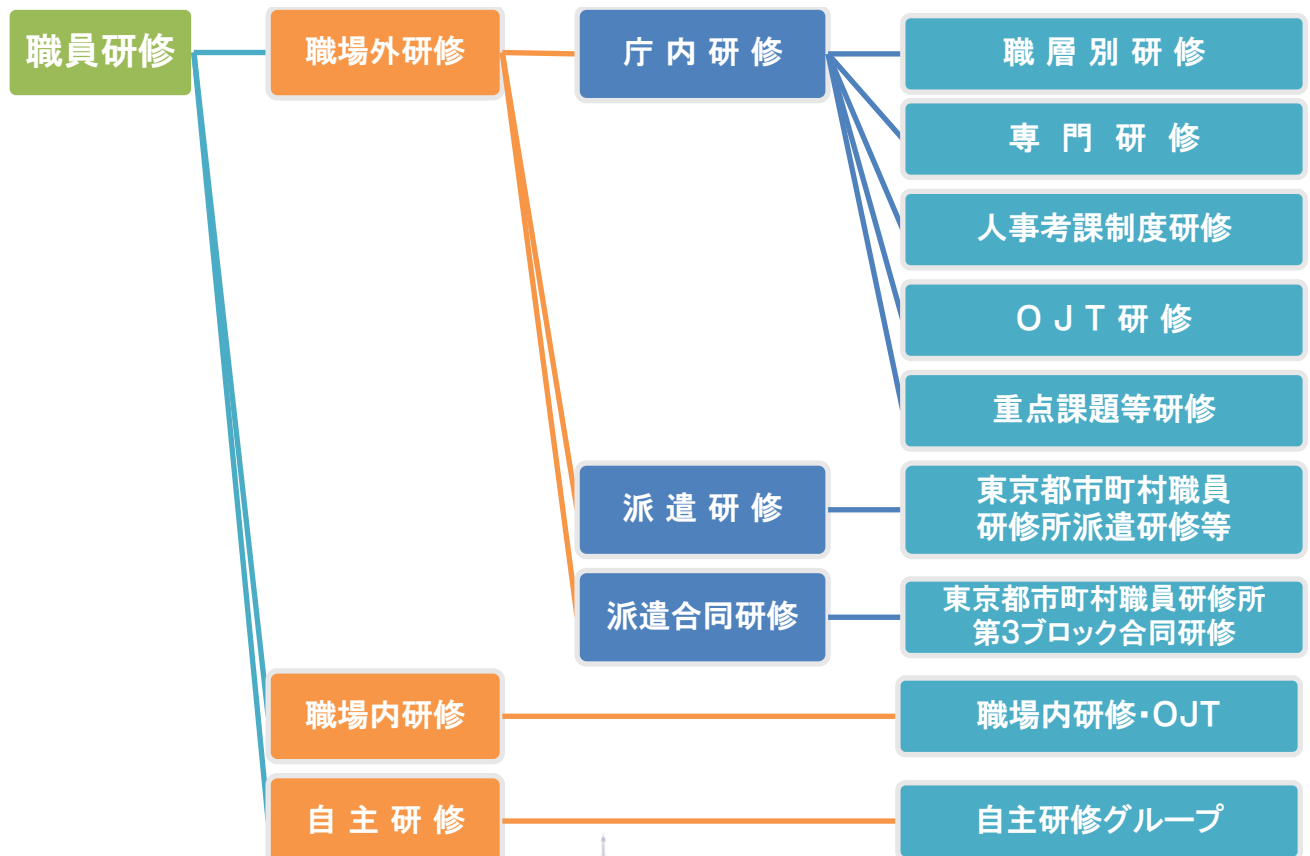 職員研修
職場外研修
庁内研修
職層別研修
専門研修
人事考課制度研修
OJT研修
重点課題等研修
派遣研修
東京都市町村職員
研修所派遣研修等
派遣合同研修
東京都市町村職員研修所
第3ブロック合同研修
職場内研修
職場内研修・OJT
自主研修
自主研修グループ